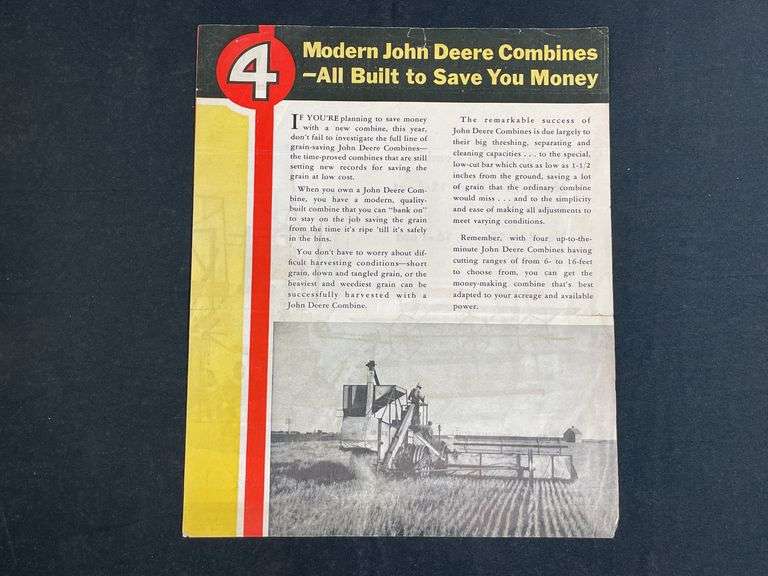 4
Modern John Deere Combines
—All Built to Save You Money
IF YOU'RE planning to save money
with a new combine, this year,
don't fail to investigate the full line of
grain-saving John Deere Combines—
the time-proved combines that are still
setting new records for saving the
grain at low cost.
When you own a John Deere Com-
bine, you have a modern, quality-
built combine that you can "bank on"
to stay on the job saving the grain
from the time it's ripe 'till it's safely
in the bins.
You don't have to worry about dif-
ficult harvesting conditions—short
grain, down and tangled grain, or the
heaviest and weediest grain can be
successfully harvested with a
John Deere Combine.
The remarkable success of
John Deere Combines is due largely to
their big threshing, separating and
cleaning capacities . . . to the special,
low-cut bar which cuts as low as 1-1/2
inches from the ground, saving a lot
of grain that the ordinary combine
would miss . . . and to the simplicity
and ease of making all adjustments to
meet varying conditions.
Remember, with four up-to-the-
minute John Deere Combines having
cutting ranges of from 6- to 16-feet
to choose from, you can get the
money-making combine that's best
adapted to your acreage and available
power.